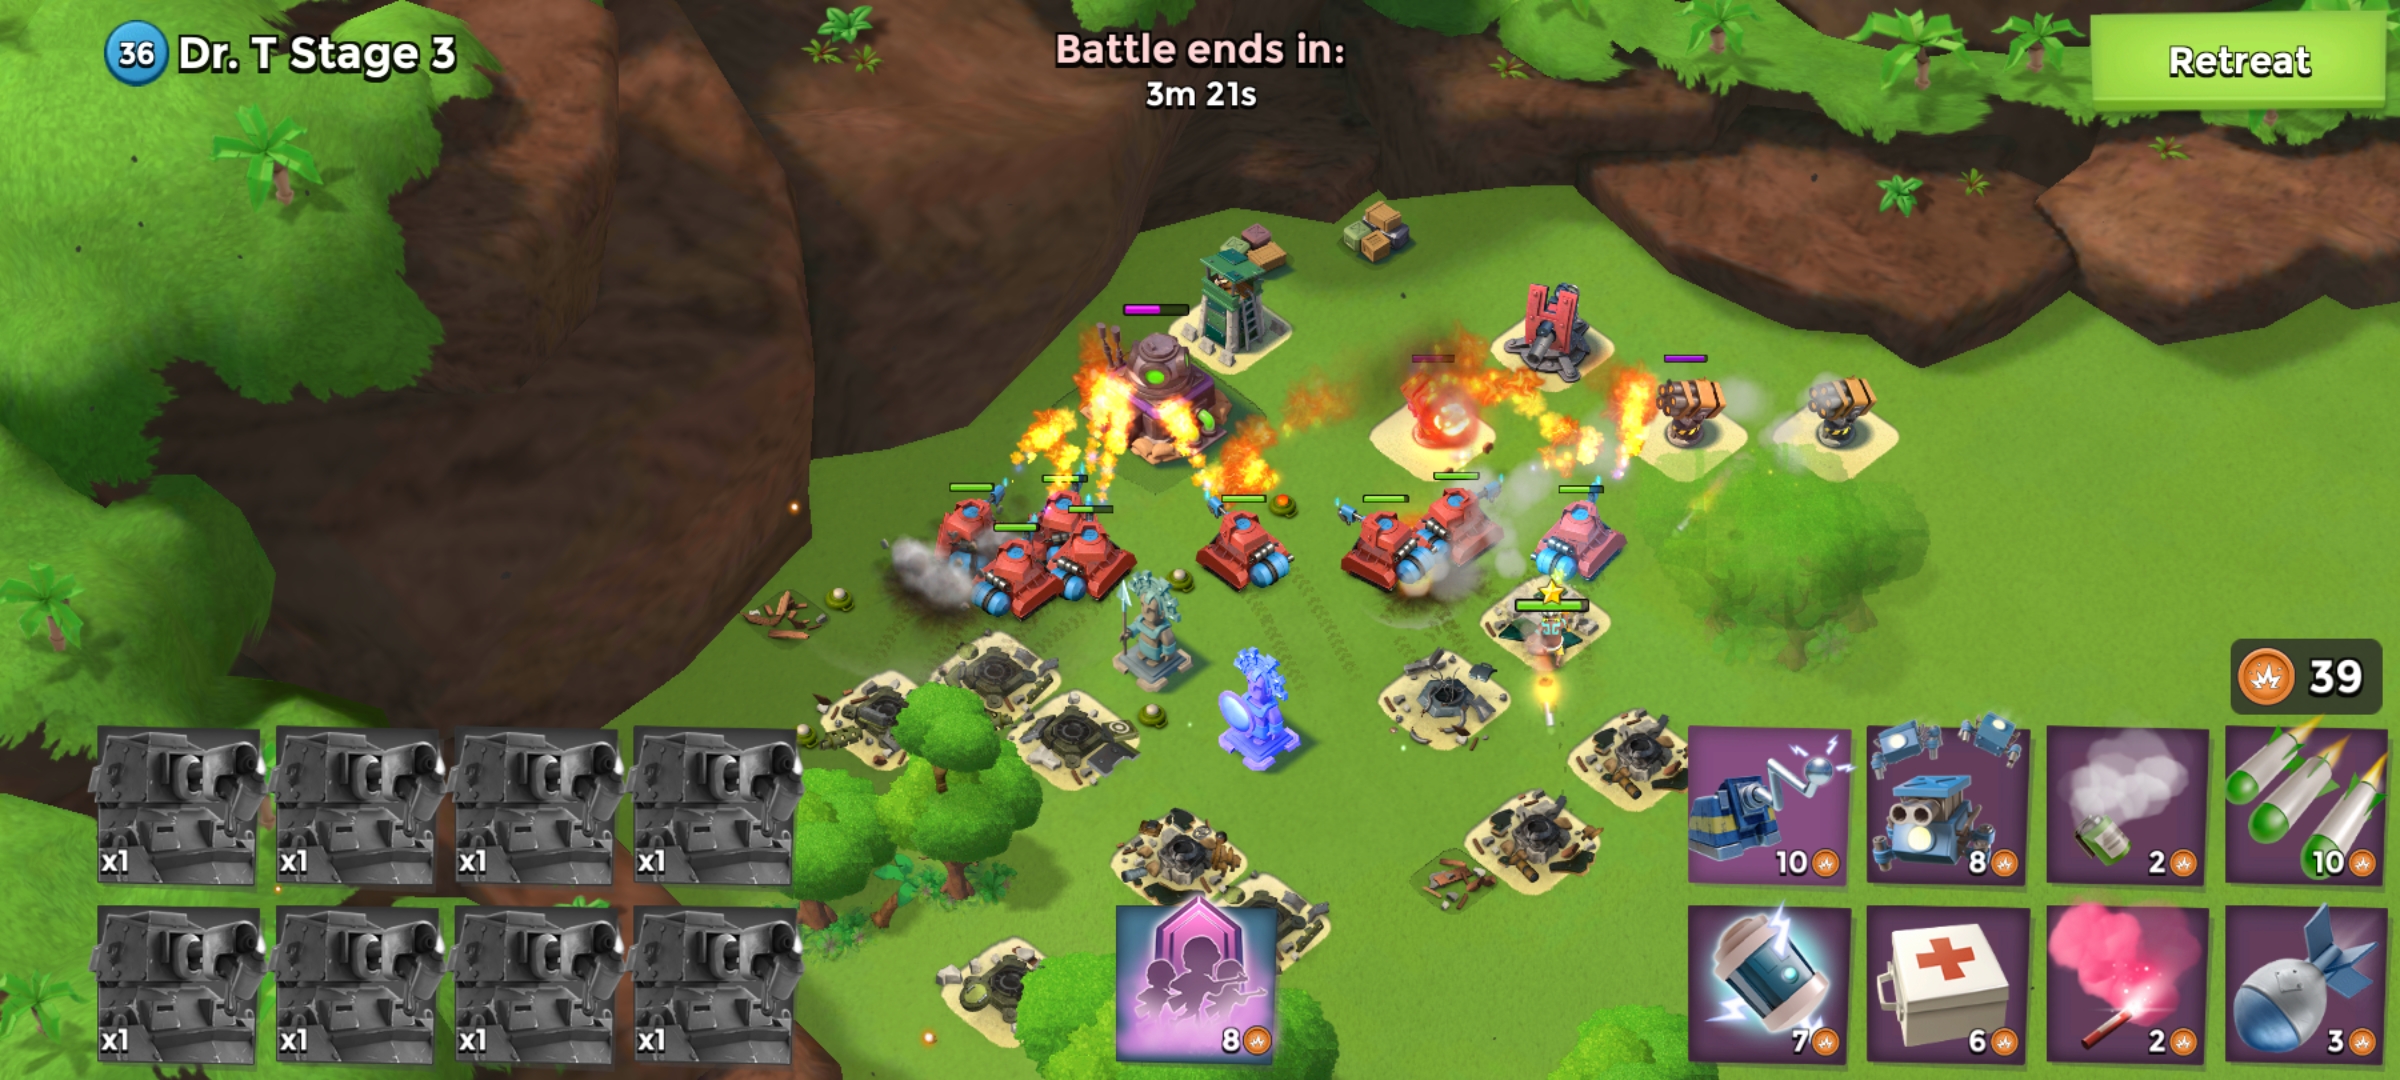 36 Dr. T Stage 3
Battle ends in:
3m 21s
Retreat
39
x1 x1 x1 x1
10 8 2 10
x1 x1 x1 x1
8
7 6 2 3